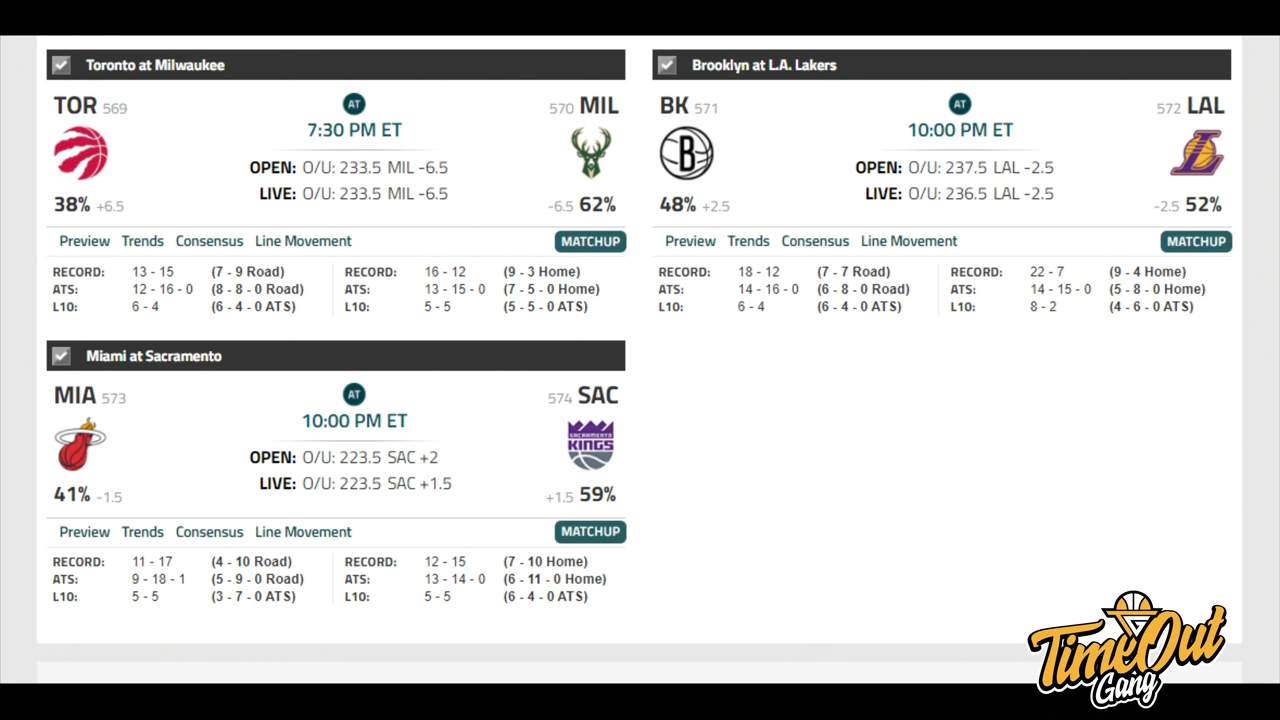 Toronto at Milwaukee
TOR 569
AT
570 MIL
7:30 PM ET
OPEN: O/U: 233.5 MIL -6.5
LIVE: O/U: 233.5 MIL -6.5
38% +6.5
-6.5 62%
Preview Trends Consensus Line Movement MATCHUP
RECORD: 13 - 15 (7 - 9 Road) RECORD: 16 - 12 (9 - 3 Home)
ATS: 12 - 16 - 0 (8 - 8 - 0 Road) ATS: 13 - 15 - 0 (7 - 5 - 0 Home)
L10: 6 - 4 (6 - 4 - 0 ATS) L10: 5 - 5 (5 - 5 - 0 ATS)
Brooklyn at L.A. Lakers
BK 571
AT
572 LAL
10:00 PM ET
B
L
OPEN: O/U: 237.5 LAL -2.5
LIVE: O/U: 236.5 LAL -2.5
48% +2.5
-2.5 52%
Preview Trends Consensus Line Movement MATCHUP
RECORD: 18 - 12 (7 - 7 Road) RECORD: 22 - 7 (9 - 4 Home)
ATS: 14 - 16 - 0 (6 - 8 - 0 Road) ATS: 14 - 15 - 0 (5 - 8 - 0 Home)
L10: 6 - 4 (6 - 4 - 0 ATS) L10: 8 - 2 (4 - 6 - 0 ATS)
Miami at Sacramento
MIA 573
AT
574 SAC
10:00 PM ET
SACRAMENTO
KINGS
OPEN: O/U: 223.5 SAC +2
LIVE: O/U: 223.5 SAC +1.5
41% -1.5
+1.5 59%
Preview Trends Consensus Line Movement MATCHUP
RECORD: 11 - 17 (4 - 10 Road) RECORD: 12 - 15 (7 - 10 Home)
ATS: 9 - 18 - 1 (5 - 9 - 0 Road) ATS: 13 - 14 - 0 (6 - 11 - 0 Home)
L10: 5 - 5 (3 - 7 - 0 ATS) L10: 5 - 5 (6 - 4 - 0 ATS)
TimeOut
Gang